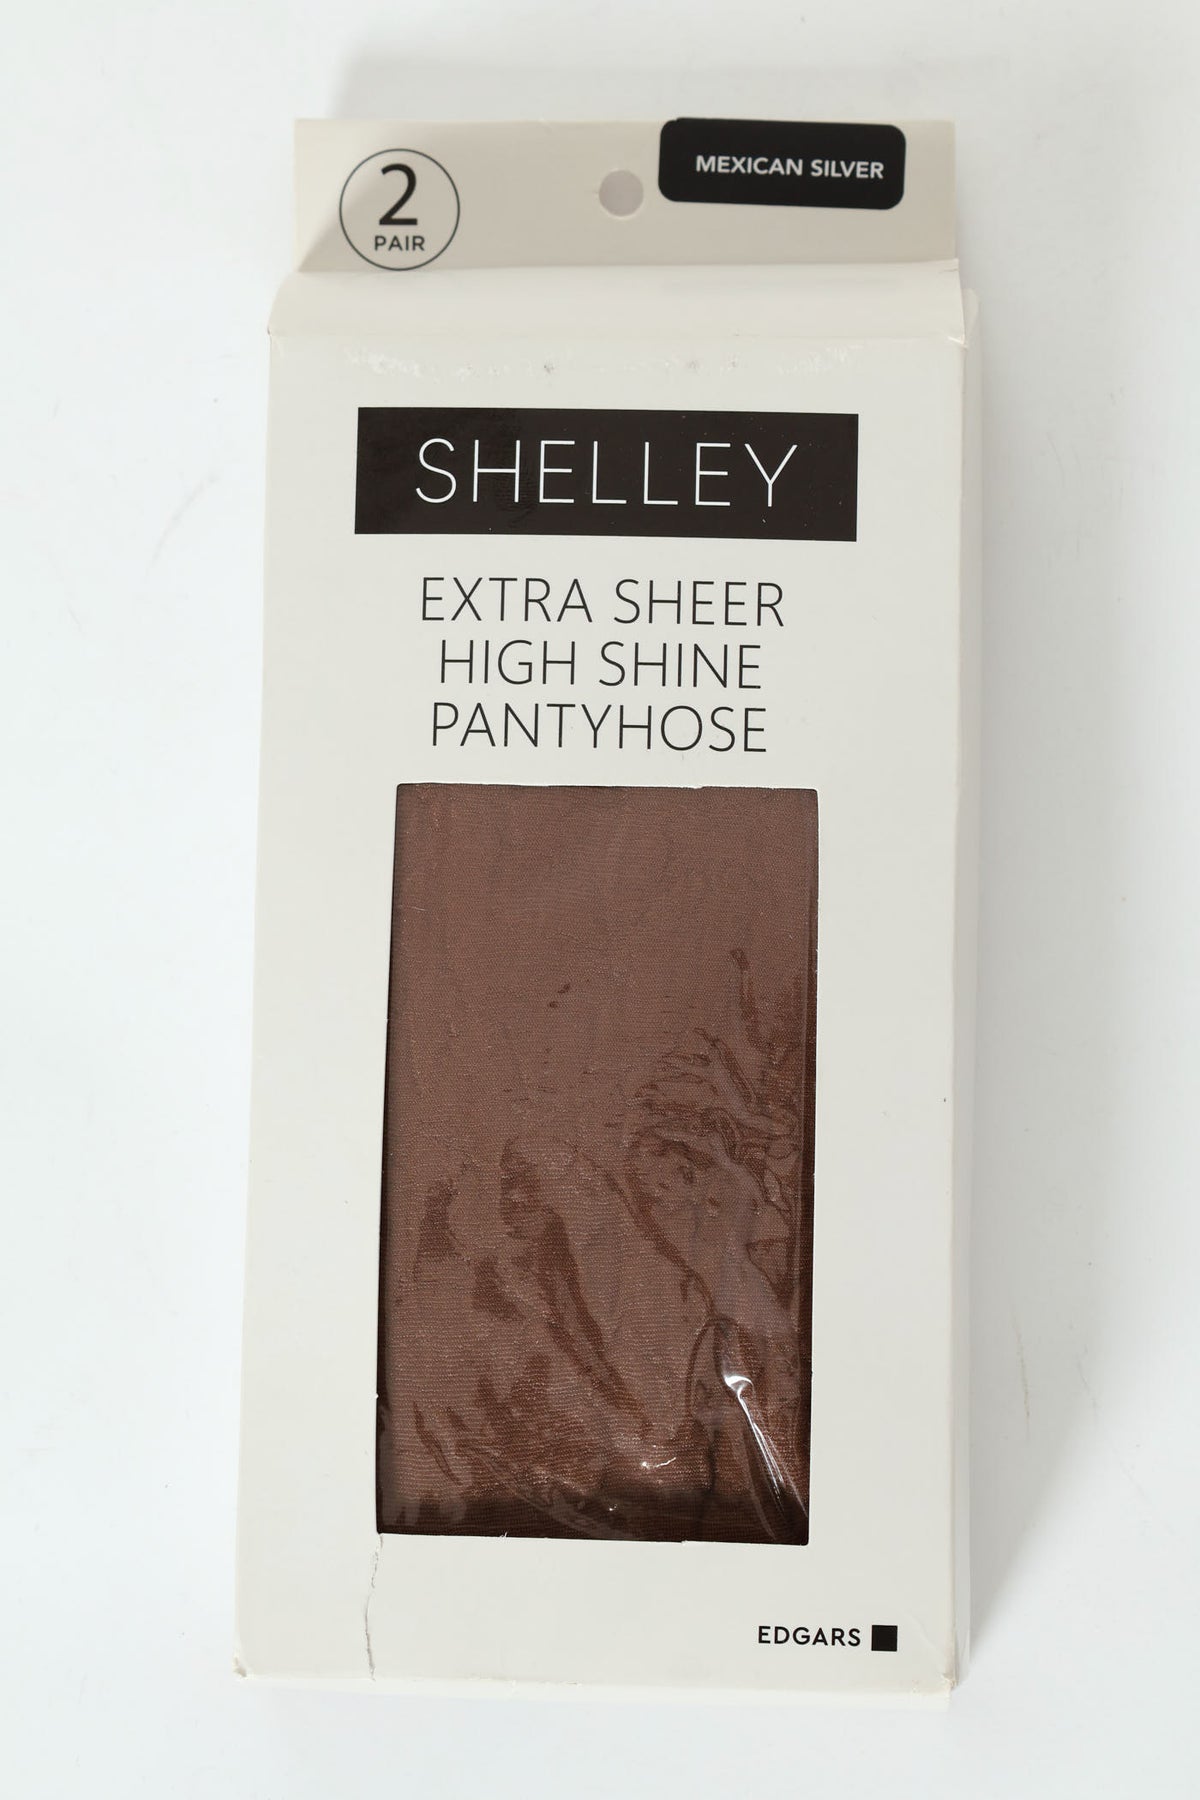 2
PAIR
MEXICAN SILVER
SHELLEY
EXTRA SHEER
HIGH SHINE
PANTYHOSE
EDGARS